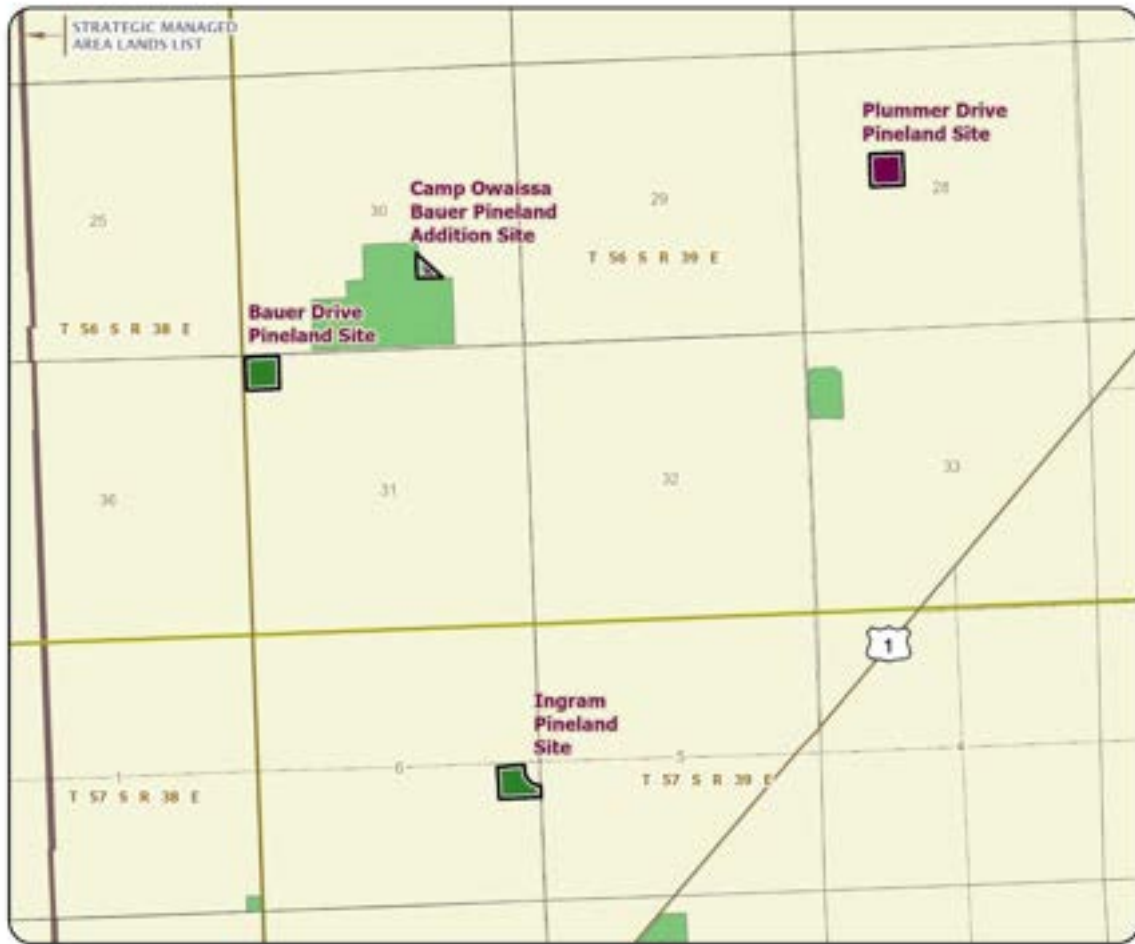 STRATEGIC MANAGED
AREA LANDS LIST
Plummer Drive
Pineland Site
28
Camp Owaissa
Bauer Pineland
Addition Site
25
30
29
T 56 S R 39 E
Bauer Drive
Pineland Site
T 56 S R 38 E
36
31
32
33
1
Ingram
Pineland
Site
1
6
5
4
T 57 S R 38 E
T 57 S R 39 E